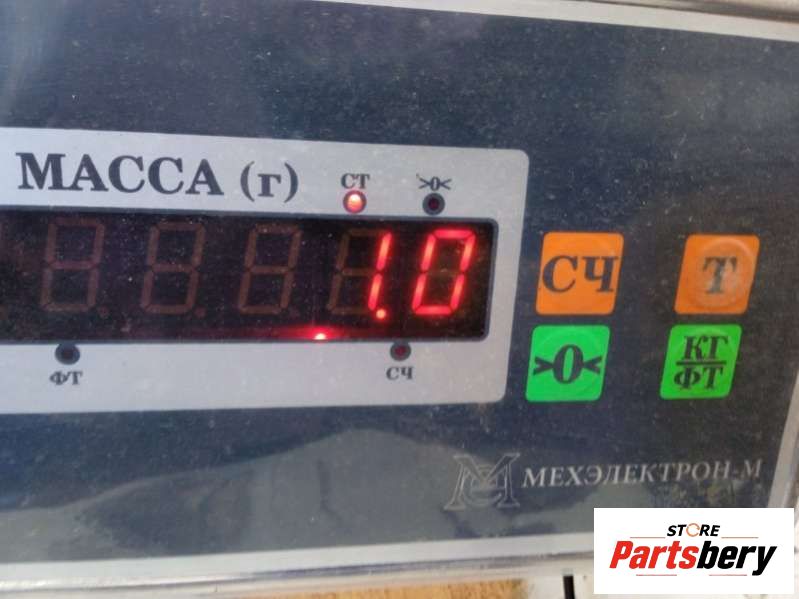 МАССА (г)
СТ
>0<
1.0
ФТ
СЧ
СЧ
Т
>0<
КГ
ФТ
МЕХЭЛЕКТРОН-М
STORE
Partsbery